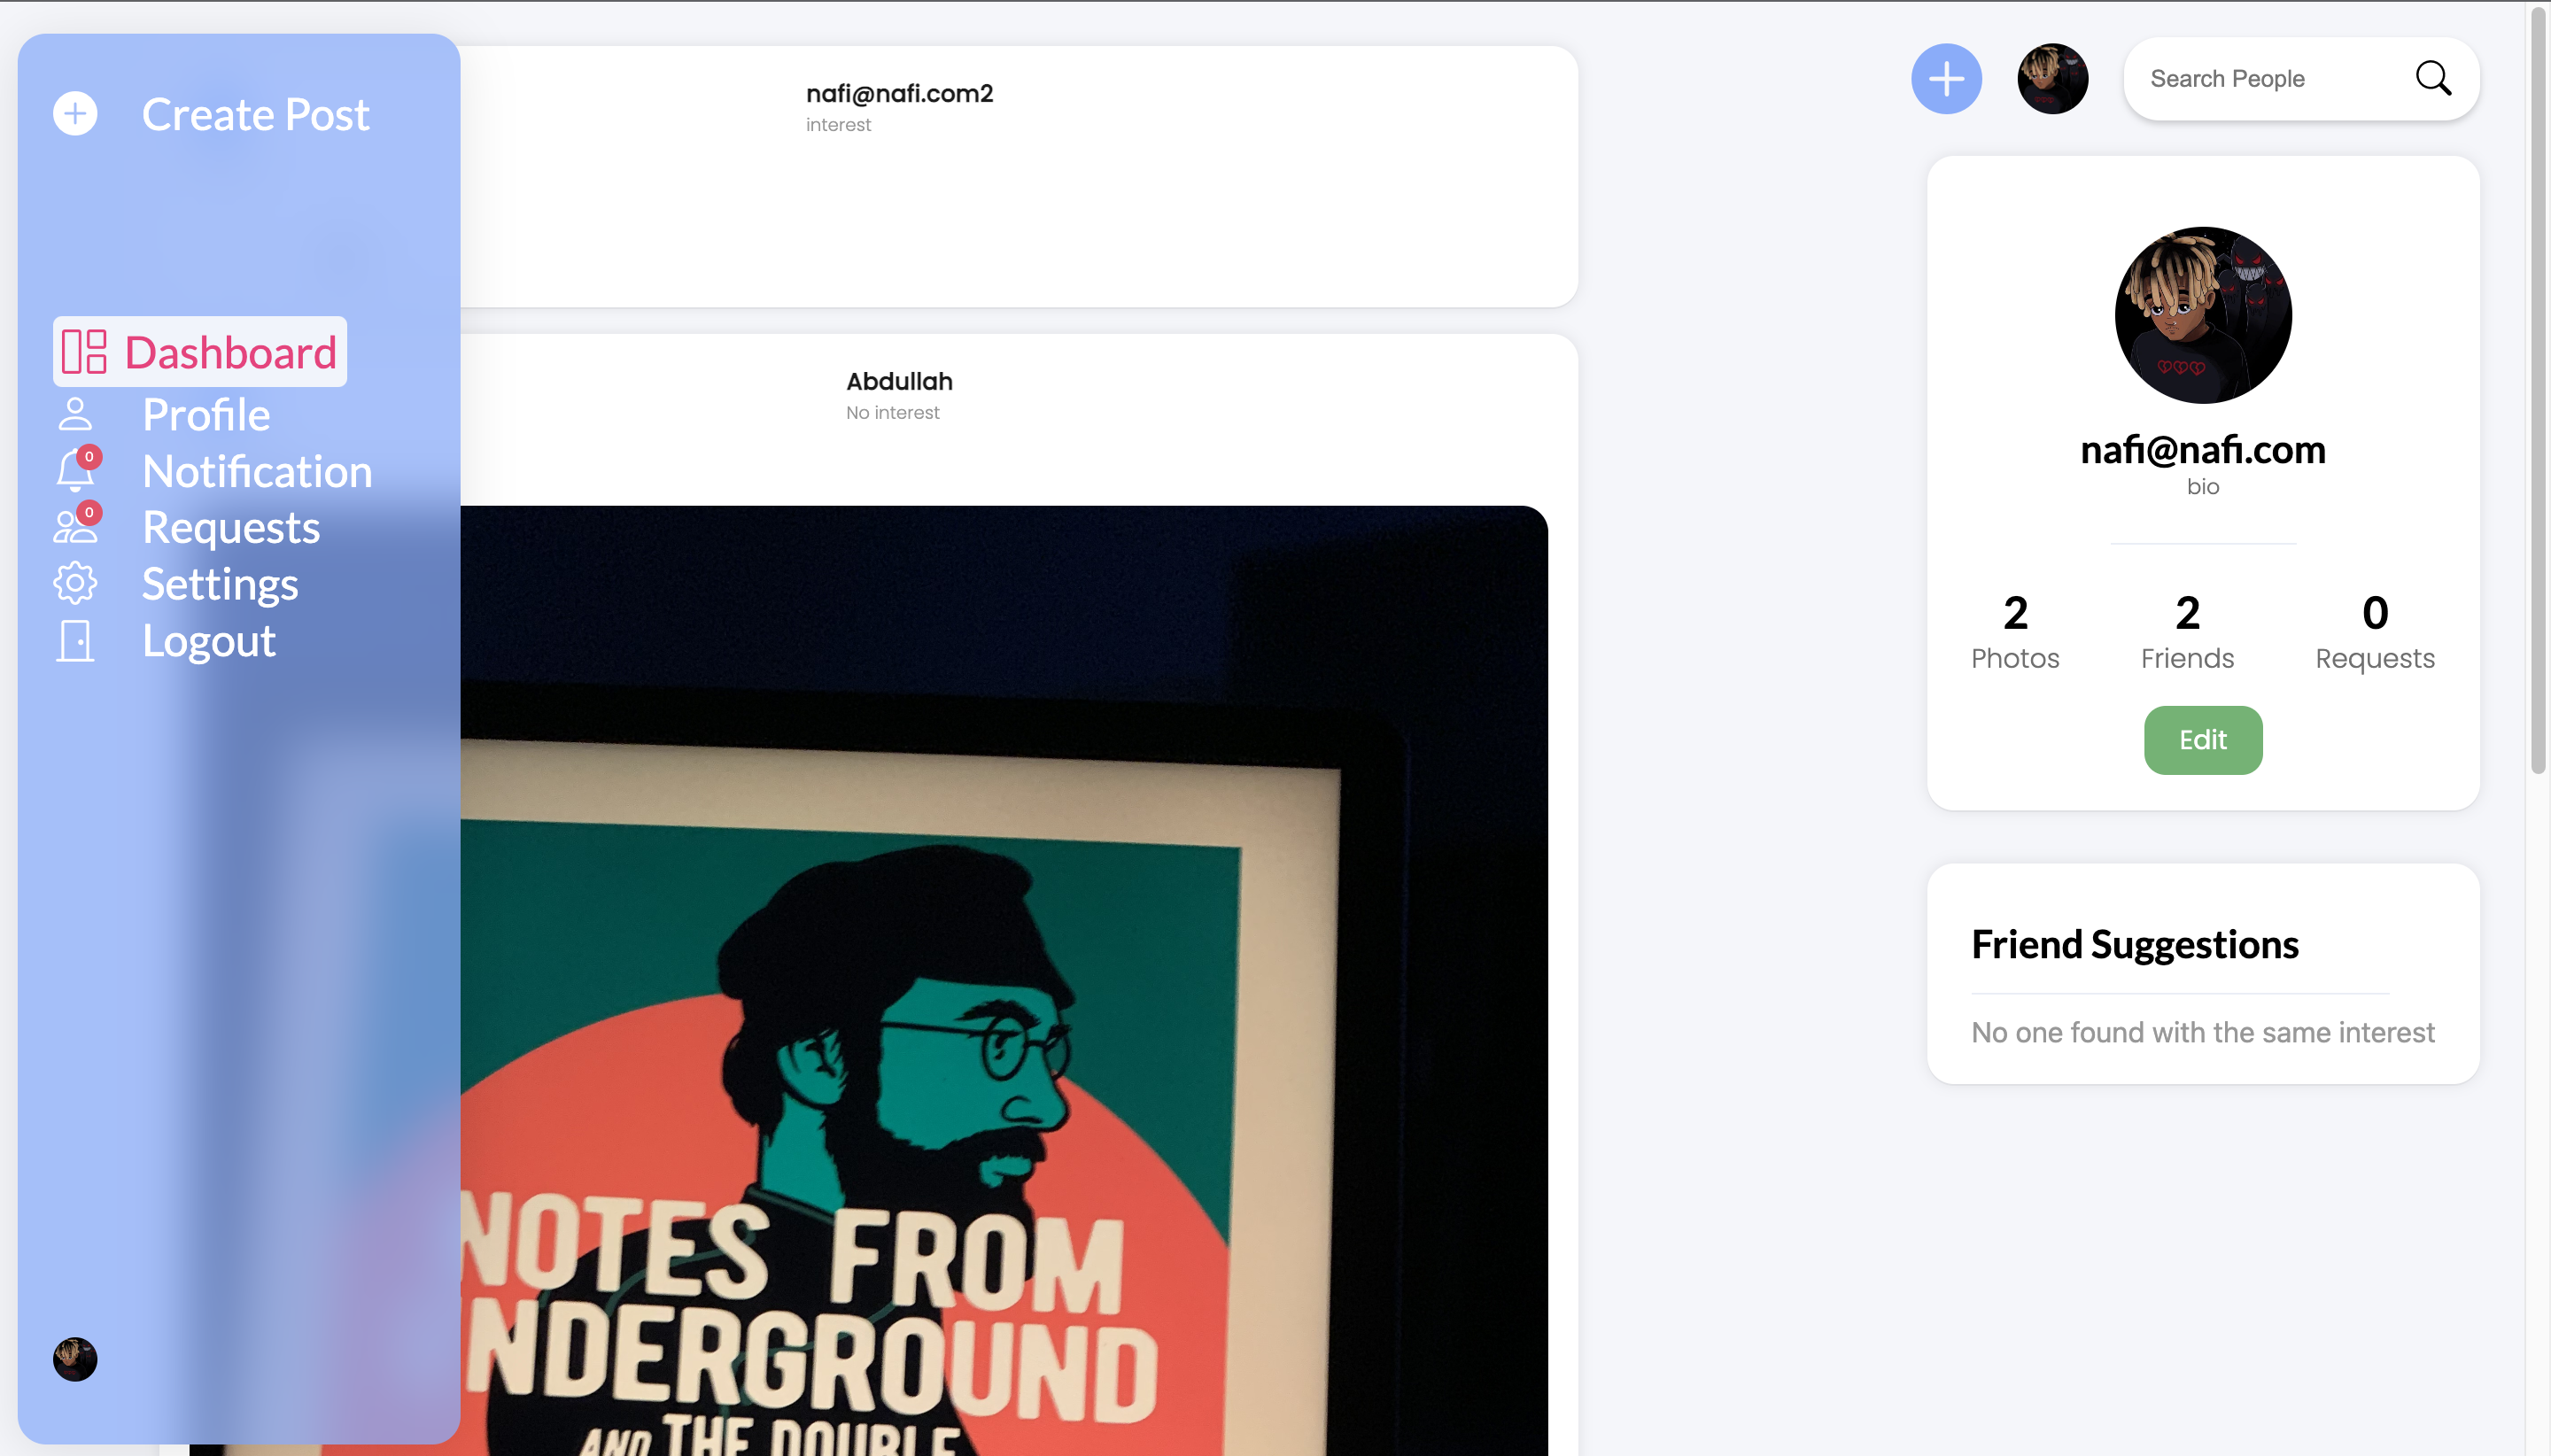 Create Post
Dashboard
Profile
0
Notification
0
Requests
Settings
Logout
nafi@nafi.com2
interest
Abdullah
No interest
NOTES FROM
NDERGROUND
AND THE DOUBLE
Search People
nafi@nafi.com
bio
2
Photos
2
Friends
0
Requests
Edit
Friend Suggestions
No one found with the same interest